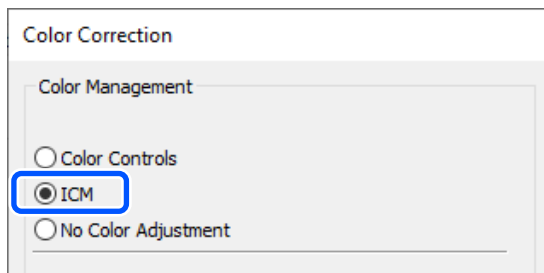 Color Correction
Color Management
Color Controls
ICM
No Color Adjustment